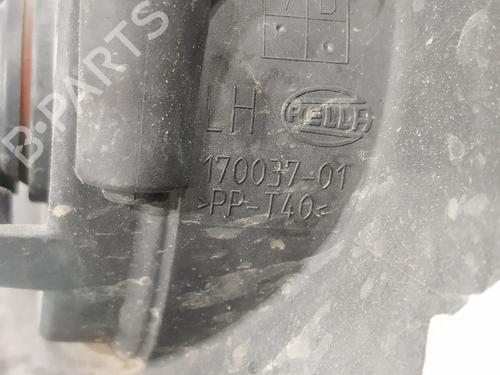 LH HELLA
170037-01
>PP-T40<
B-PARTS